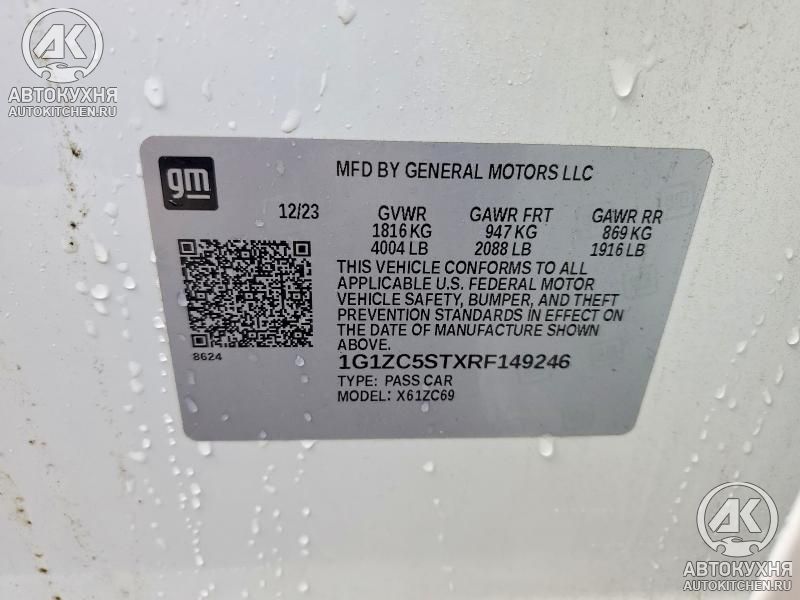 AK
АВТОКУХНЯ
AUTOKITCHEN.RU
gm
MFD BY GENERAL MOTORS LLC
12/23 GVWR GAWR FRT GAWR RR
1816 KG 947 KG 869 KG
4004 LB 2088 LB 1916 LB
THIS VEHICLE CONFORMS TO ALL
APPLICABLE U.S. FEDERAL MOTOR
VEHICLE SAFETY, BUMPER, AND THEFT
PREVENTION STANDARDS IN EFFECT ON
THE DATE OF MANUFACTURE SHOWN
ABOVE.
8624
1G1ZC5STXRF149246
TYPE: PASS CAR
MODEL: X61ZC69
AK
АВТОКУХНЯ
AUTOKITCHEN.RU